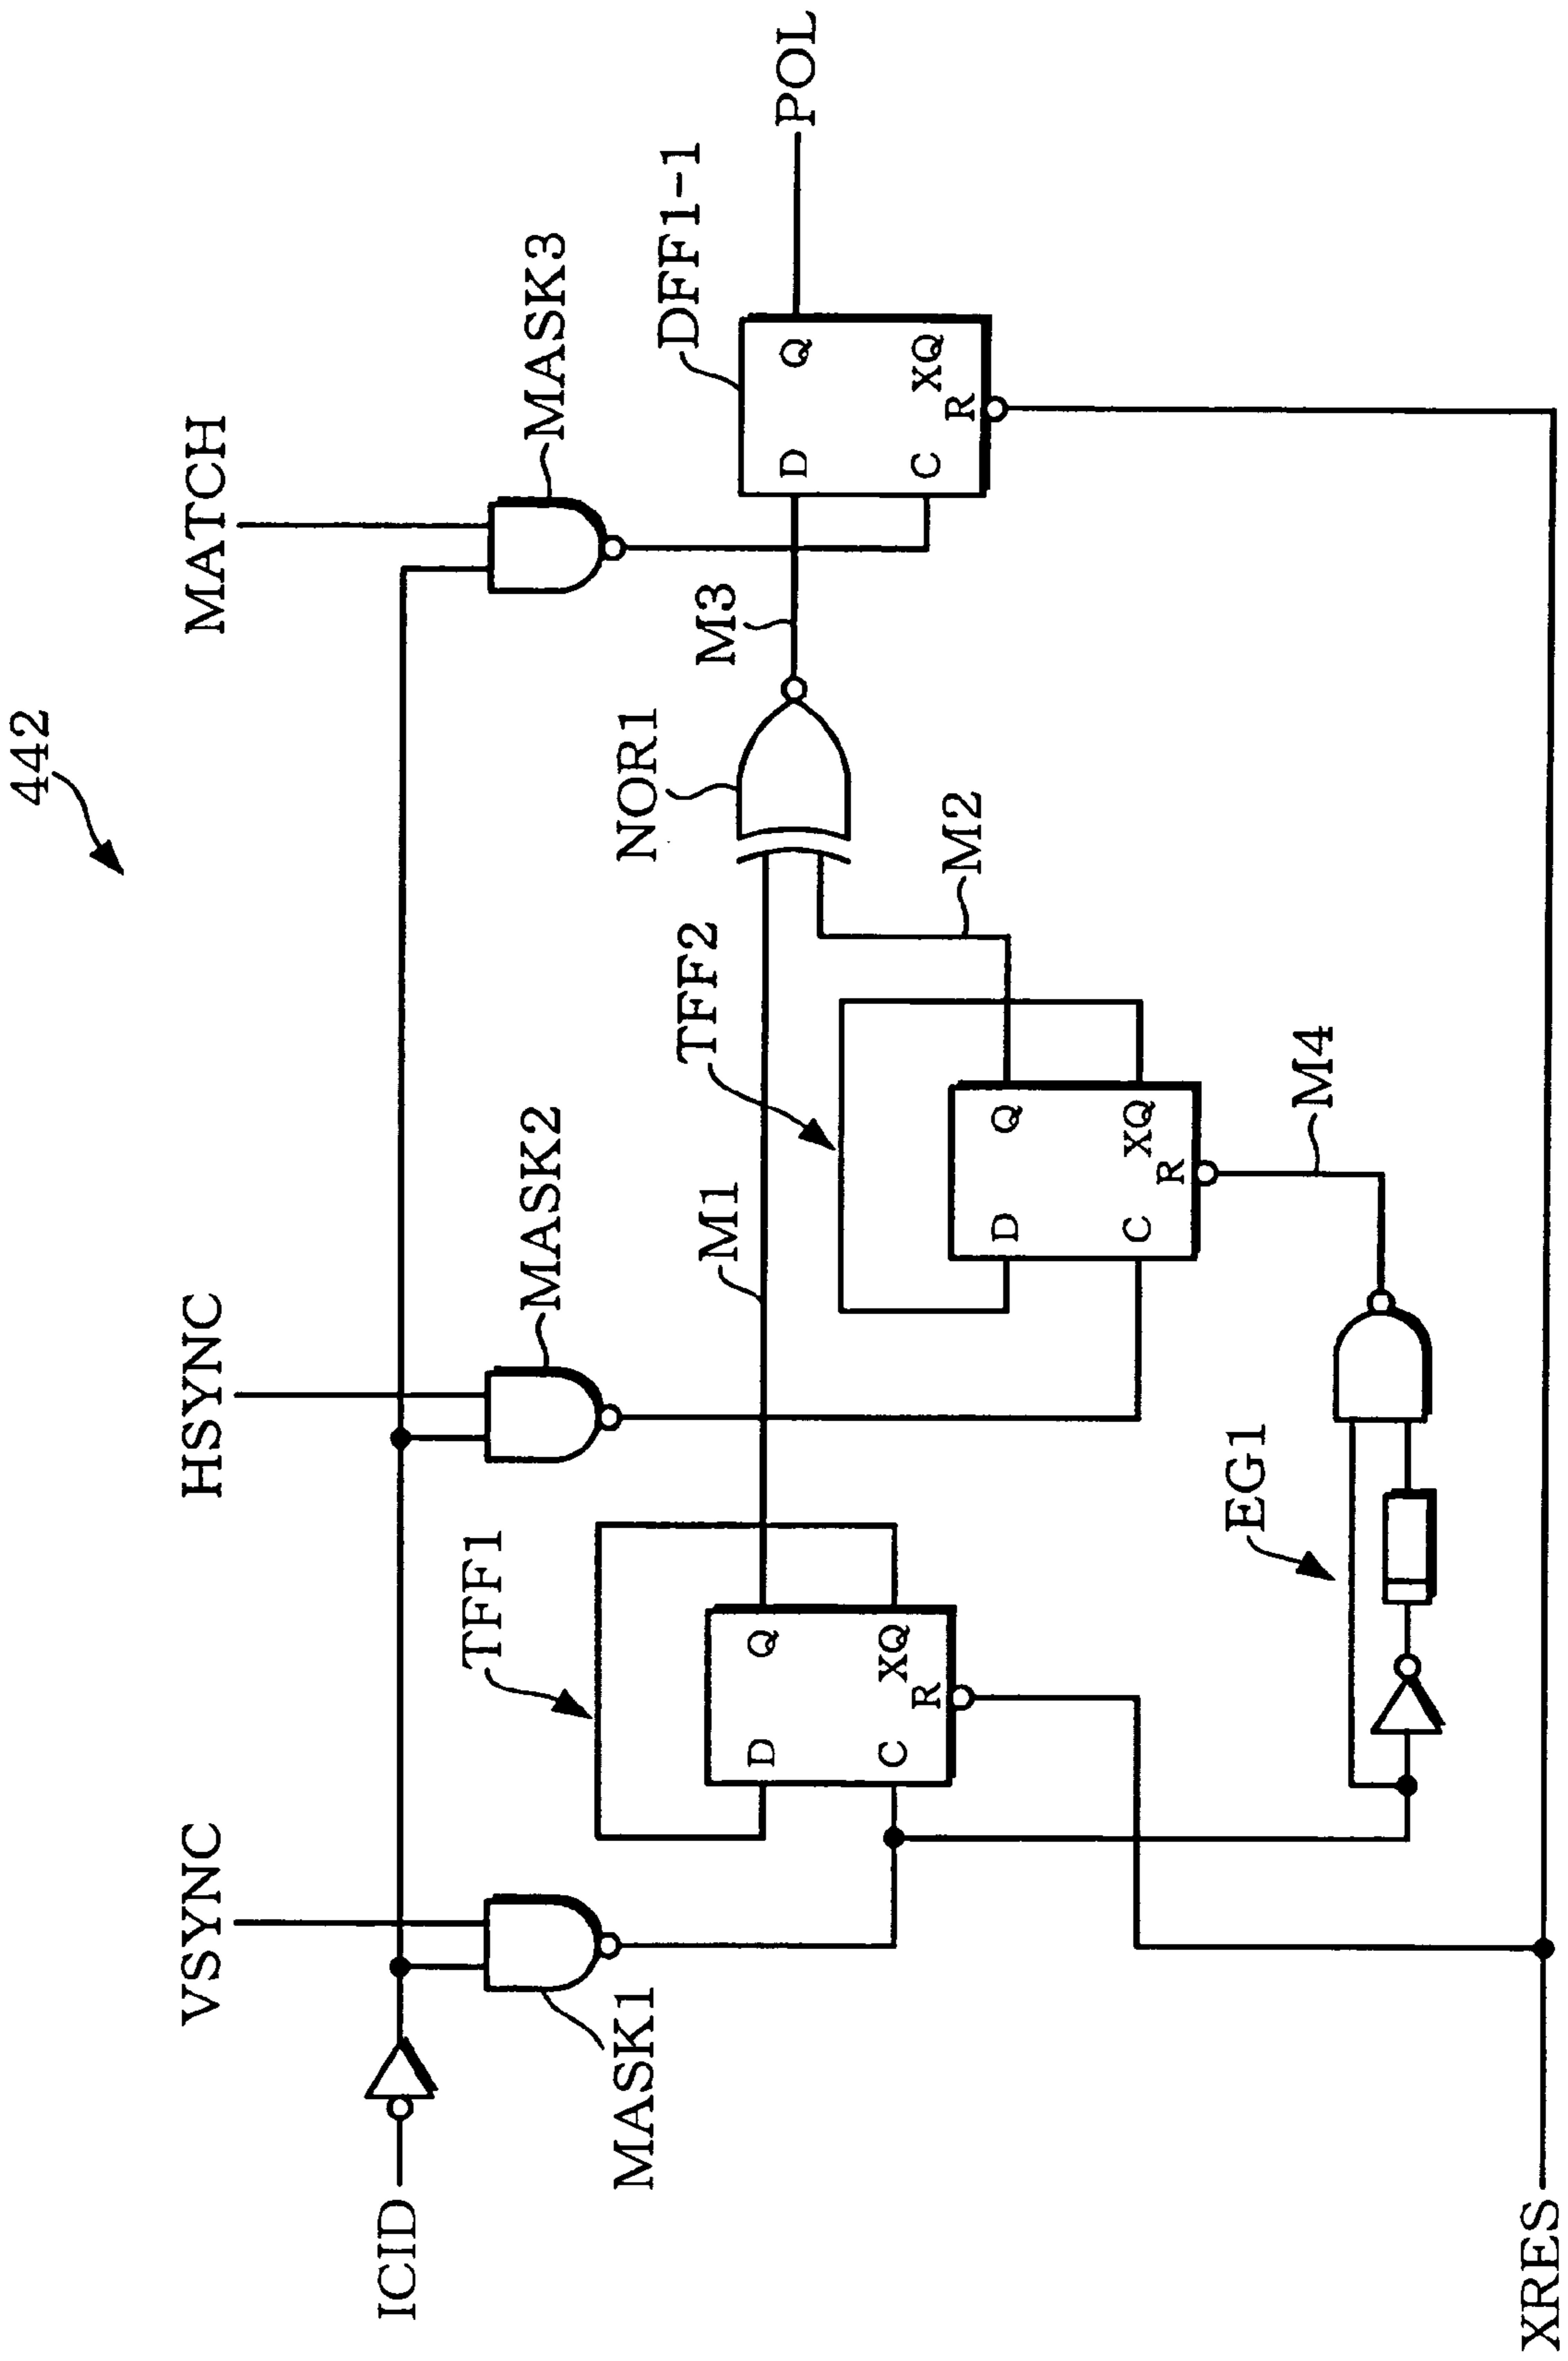 442
VSYNC
HSYNC
MATCH
ICID
MASK1
MASK2
MASK3
TFF1
D
Q
C
XQ
R
M1
TFF2
D
Q
C
XQ
R
M2
NOR1
M3
DFF1-1
D
Q
C
XQ
R
POL
EG1
M4
XRES